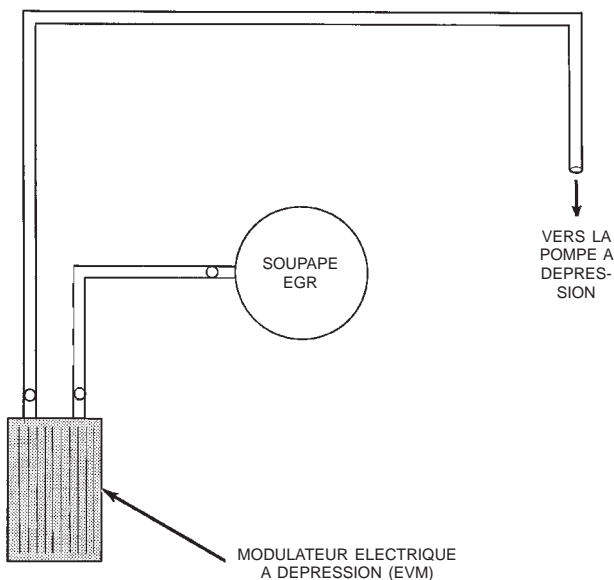 SOUPAPE
EGR
VERS LA
POMPE A
DEPRES-
SION
MODULATEUR ELECTRIQUE
A DEPRESSION (EVM)